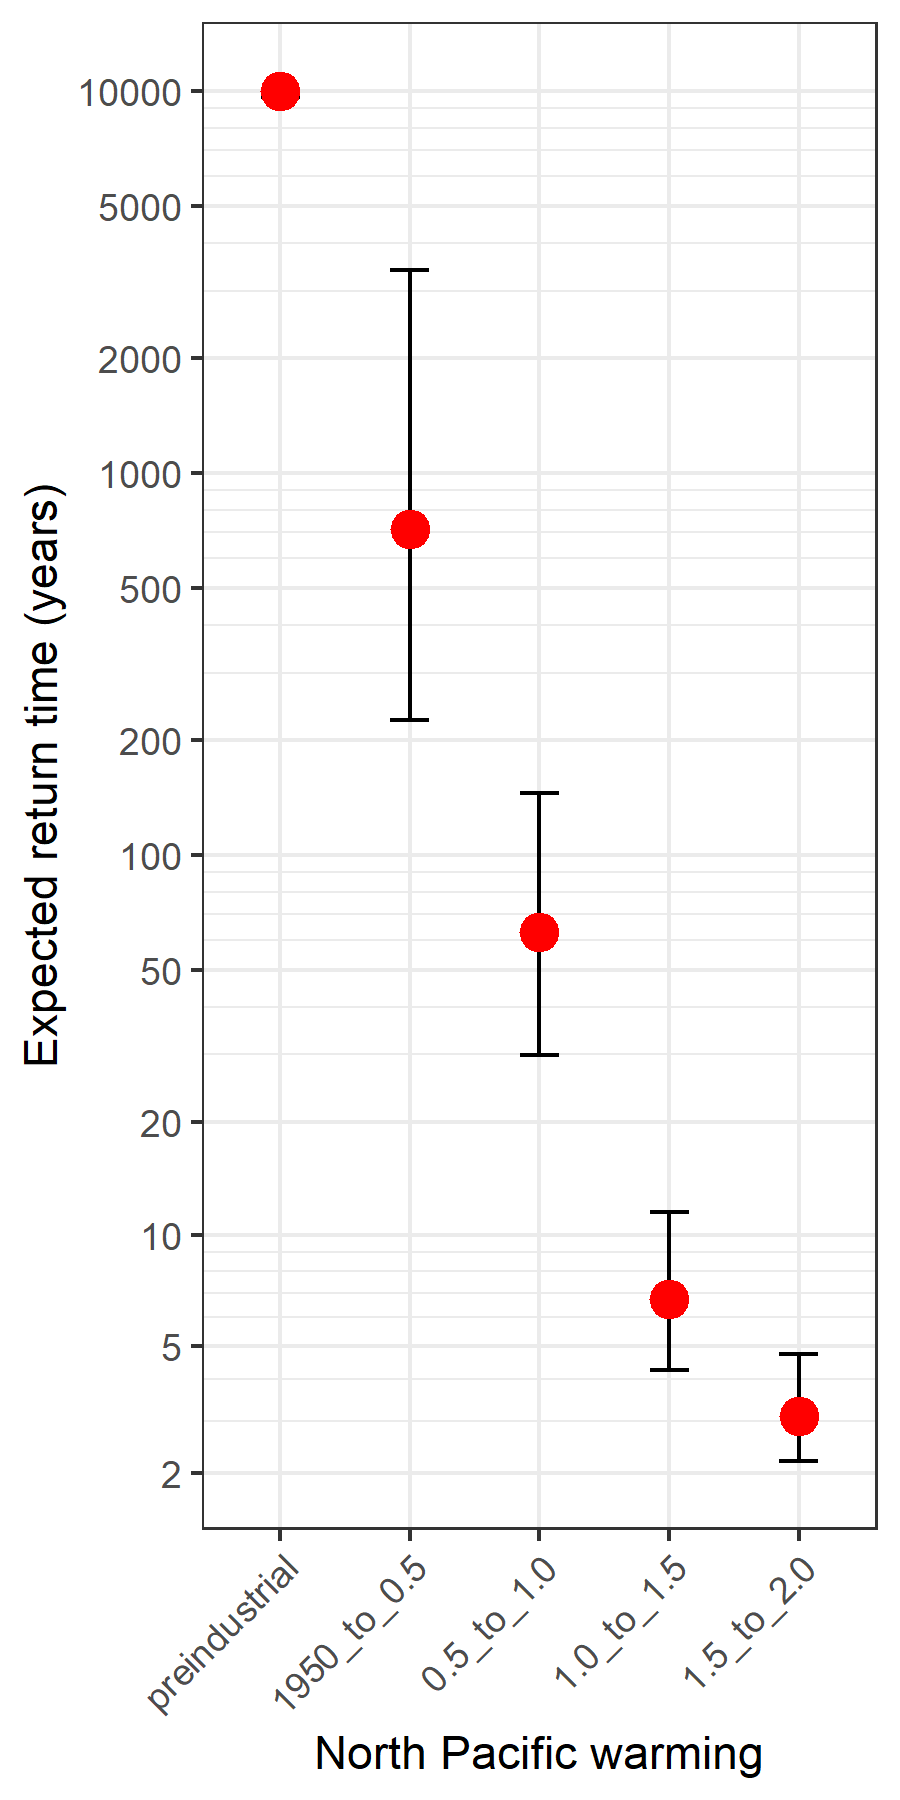 Expected return time (years)
10000
5000
2000
1000
500
200
100
50
20
10
5
2
preindustrial
1950_to_0.5
0.5_to_1.0
1.0_to_1.5
1.5_to_2.0
North Pacific warming